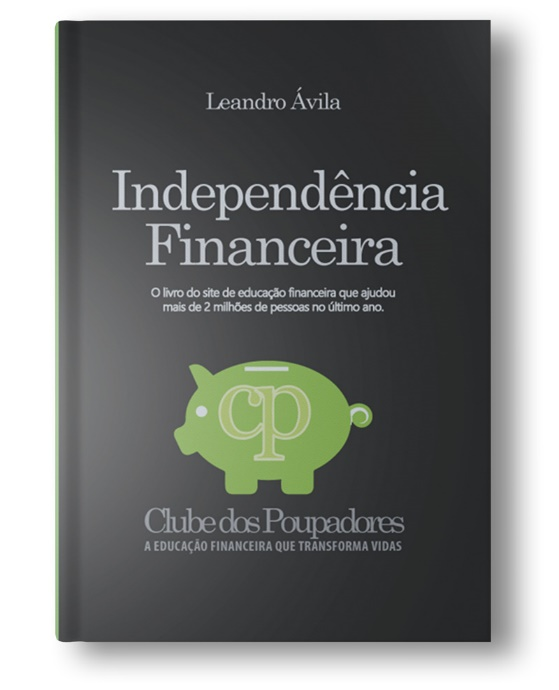 Leandro Ávila
Independência
Financeira
O livro do site de educação financeira que ajudou
mais de 2 milhões de pessoas no último ano.
cp
Clube dos Poupadores
A EDUCAÇÃO FINANCEIRA QUE TRANSFORMA VIDAS